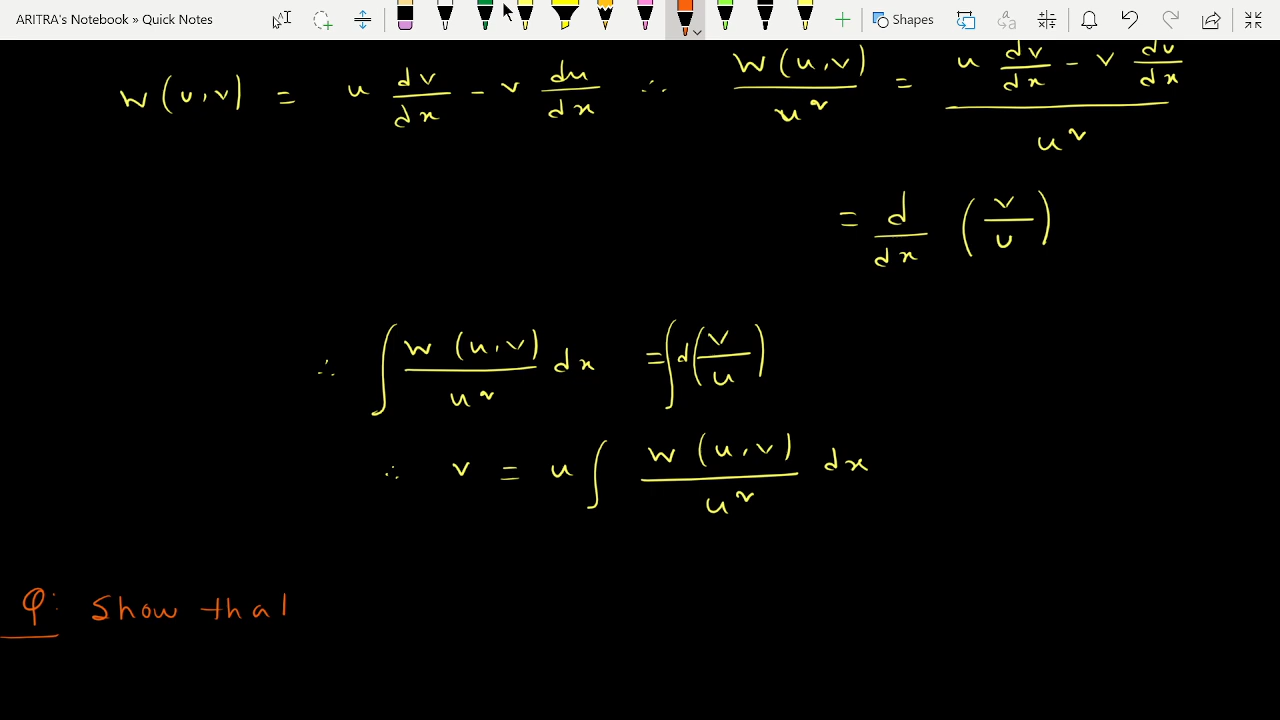 ARITRA's Notebook » Quick Notes
Shapes
W (u,v) = u dv/dx - v du/dx ∴ W (u,v)/u² = (u dv/dx - v du/dx)/u²
= d/dx (v/u)
∴ ∫ W (u,v)/u² dx = ∫ d(v/u)
∴ v = u ∫ W (u,v)/u² dx
Q: Show that